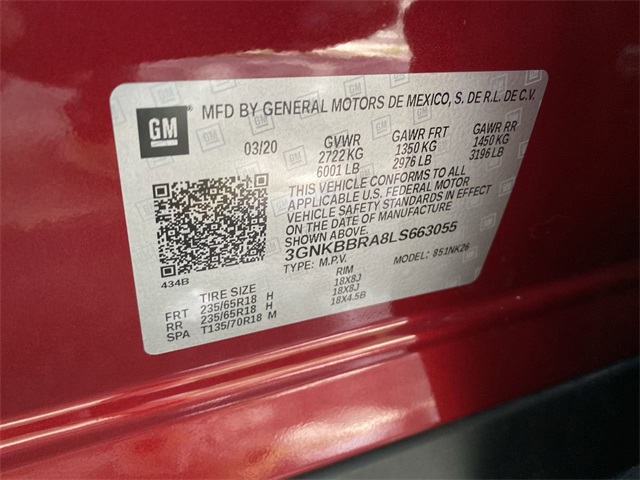 GM
MFD BY GENERAL MOTORS DE MEXICO, S. DE R.L. DE C.V.
03/20 GVWR GAWR FRT GAWR RR
2722 KG 1350 KG 1450 KG
6001 LB 2976 LB 3196 LB
THIS VEHICLE CONFORMS TO ALL
APPLICABLE U.S. FEDERAL MOTOR
VEHICLE SAFETY STANDARDS IN EFFECT
ON THE DATE OF MANUFACTURE
SHOWN ABOVE.
3GNKBBRA8LS663055
TYPE: M.P.V. MODEL: 851NK26
434B
TIRE SIZE RIM
FRT 235/65R18 H 18X8J
RR 235/65R18 H 18X8J
SPA T135/70R18 M 18X4.5B